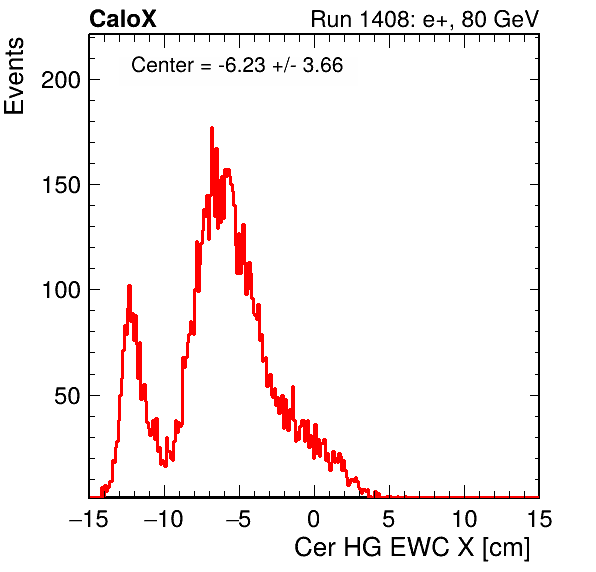 CaloX Run 1408: e+, 80 GeV
Center = -6.23 +/- 3.66
Events
200
150
100
50
−15 −10 −5 0 5 10 15
Cer HG EWC X [cm]